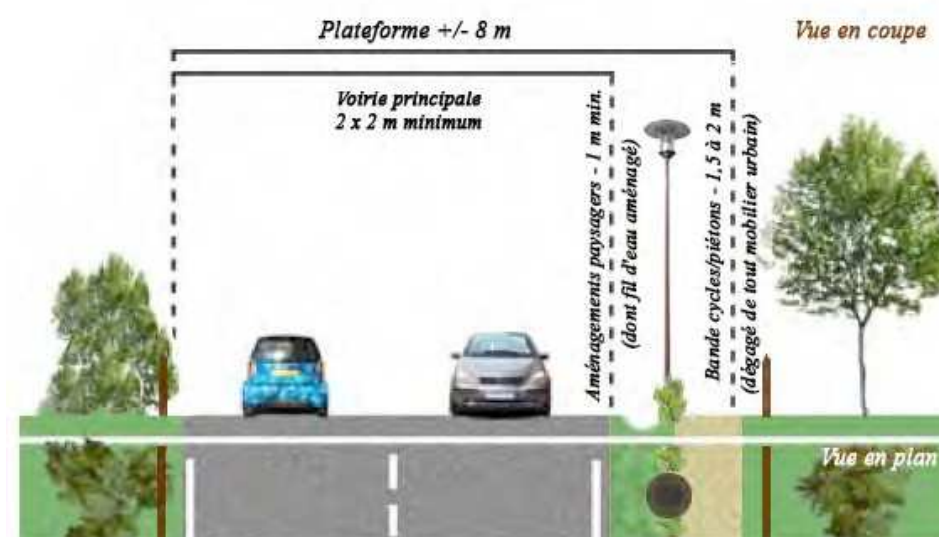 Plateforme +/- 8 m
Vue en coupe
Voirie principale
2 x 2 m minimum
Aménagements paysagers - 1 m min.
(dont fil d'eau aménagé)
Bande cycles/piétons - 1,5 à 2 m
(dégagé de tout mobilier urbain)
Vue en plan